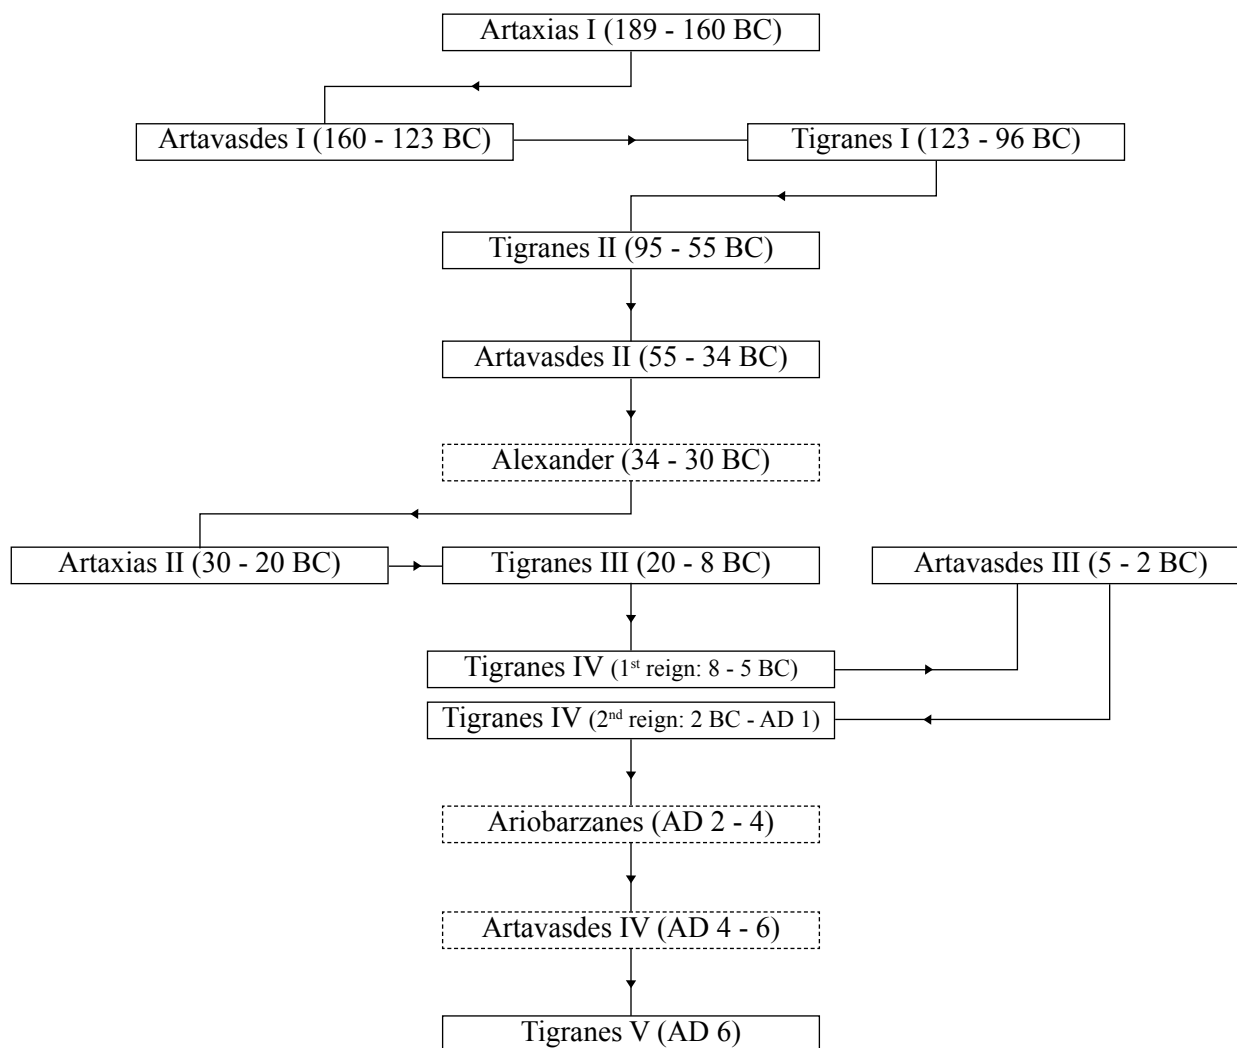 Artaxias I (189 - 160 BC)
Artavasdes I (160 - 123 BC)
Tigranes I (123 - 96 BC)
Tigranes II (95 - 55 BC)
Artavasdes II (55 - 34 BC)
Alexander (34 - 30 BC)
Artaxias II (30 - 20 BC)
Tigranes III (20 - 8 BC)
Artavasdes III (5 - 2 BC)
Tigranes IV (1st reign: 8 - 5 BC)
Tigranes IV (2nd reign: 2 BC - AD 1)
Ariobarzanes (AD 2 - 4)
Artavasdes IV (AD 4 - 6)
Tigranes V (AD 6)